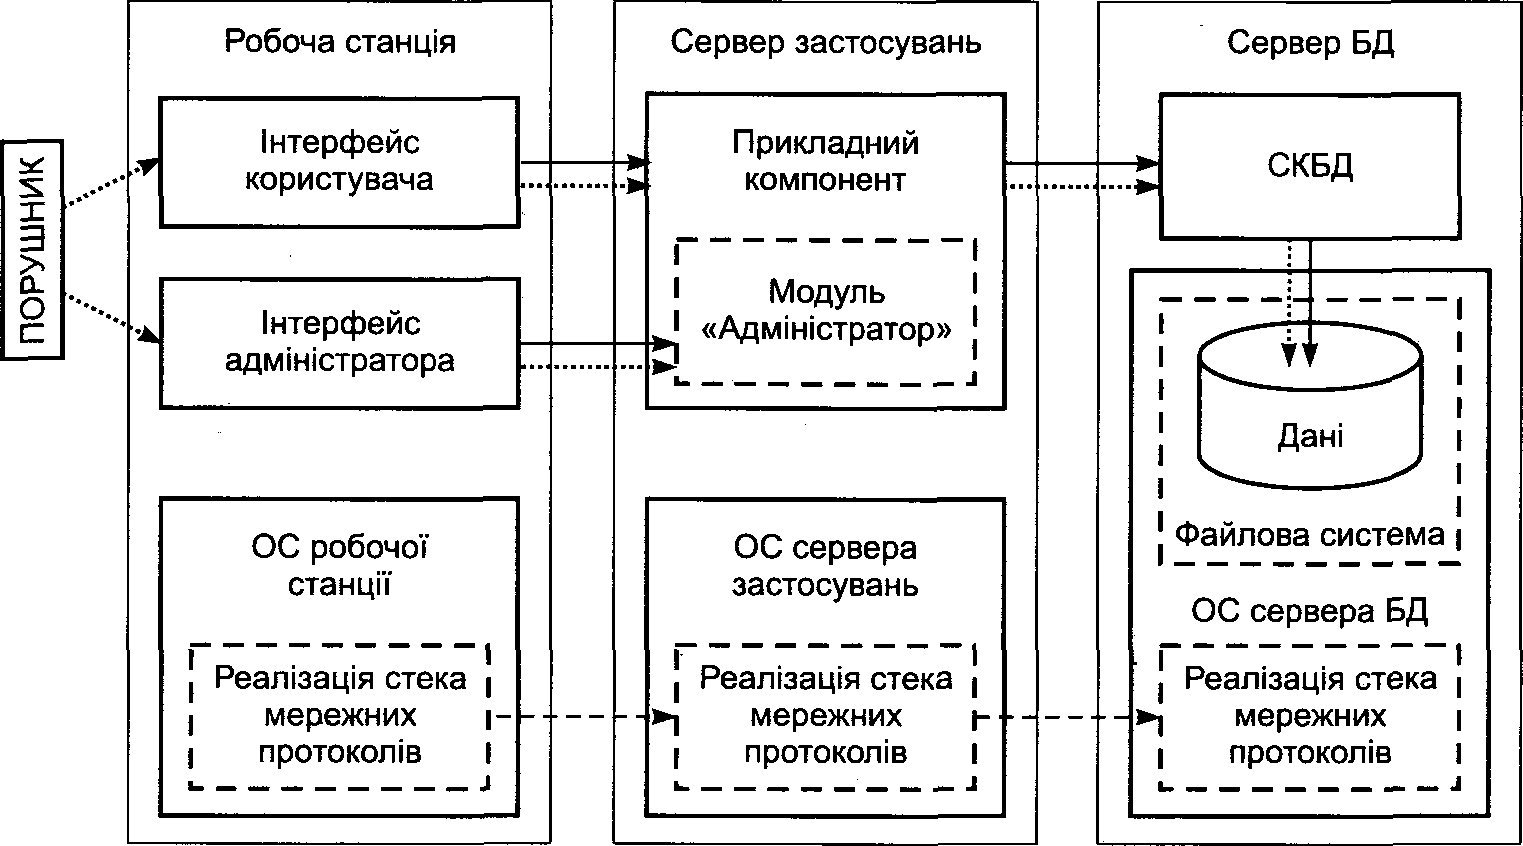 ПОРУШНИК
Робоча станція
Інтерфейс
користувача
Інтерфейс
адміністратора
ОС робочої
станції
Реалізація стека
мережних
протоколів
Сервер застосувань
Прикладний
компонент
Модуль
«Адміністратор»
ОС сервера
застосувань
Реалізація стека
мережних
протоколів
Сервер БД
СКБД
Дані
Файлова система
ОС сервера БД
Реалізація стека
мережних
протоколів